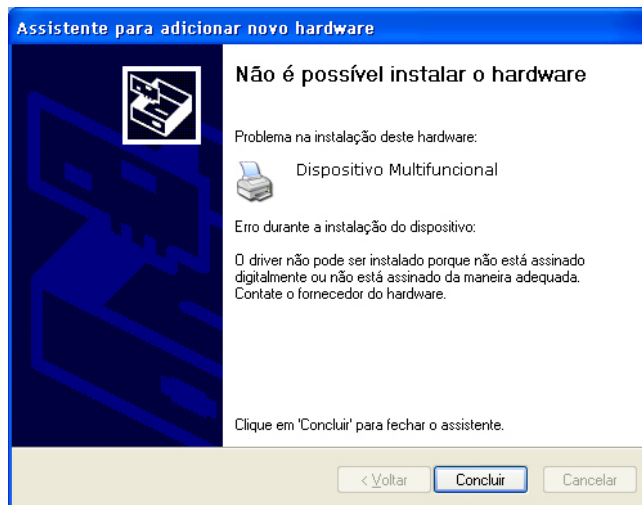 Assistente para adicionar novo hardware
Não é possível instalar o hardware
Problema na instalação deste hardware:
Dispositivo Multifuncional
Erro durante a instalação do dispositivo:
O driver não pode ser instalado porque não está assinado
digitalmente ou não está assinado da maneira adequada.
Contate o fornecedor do hardware.
Clique em 'Concluir' para fechar o assistente.
< Voltar
Concluir
Cancelar